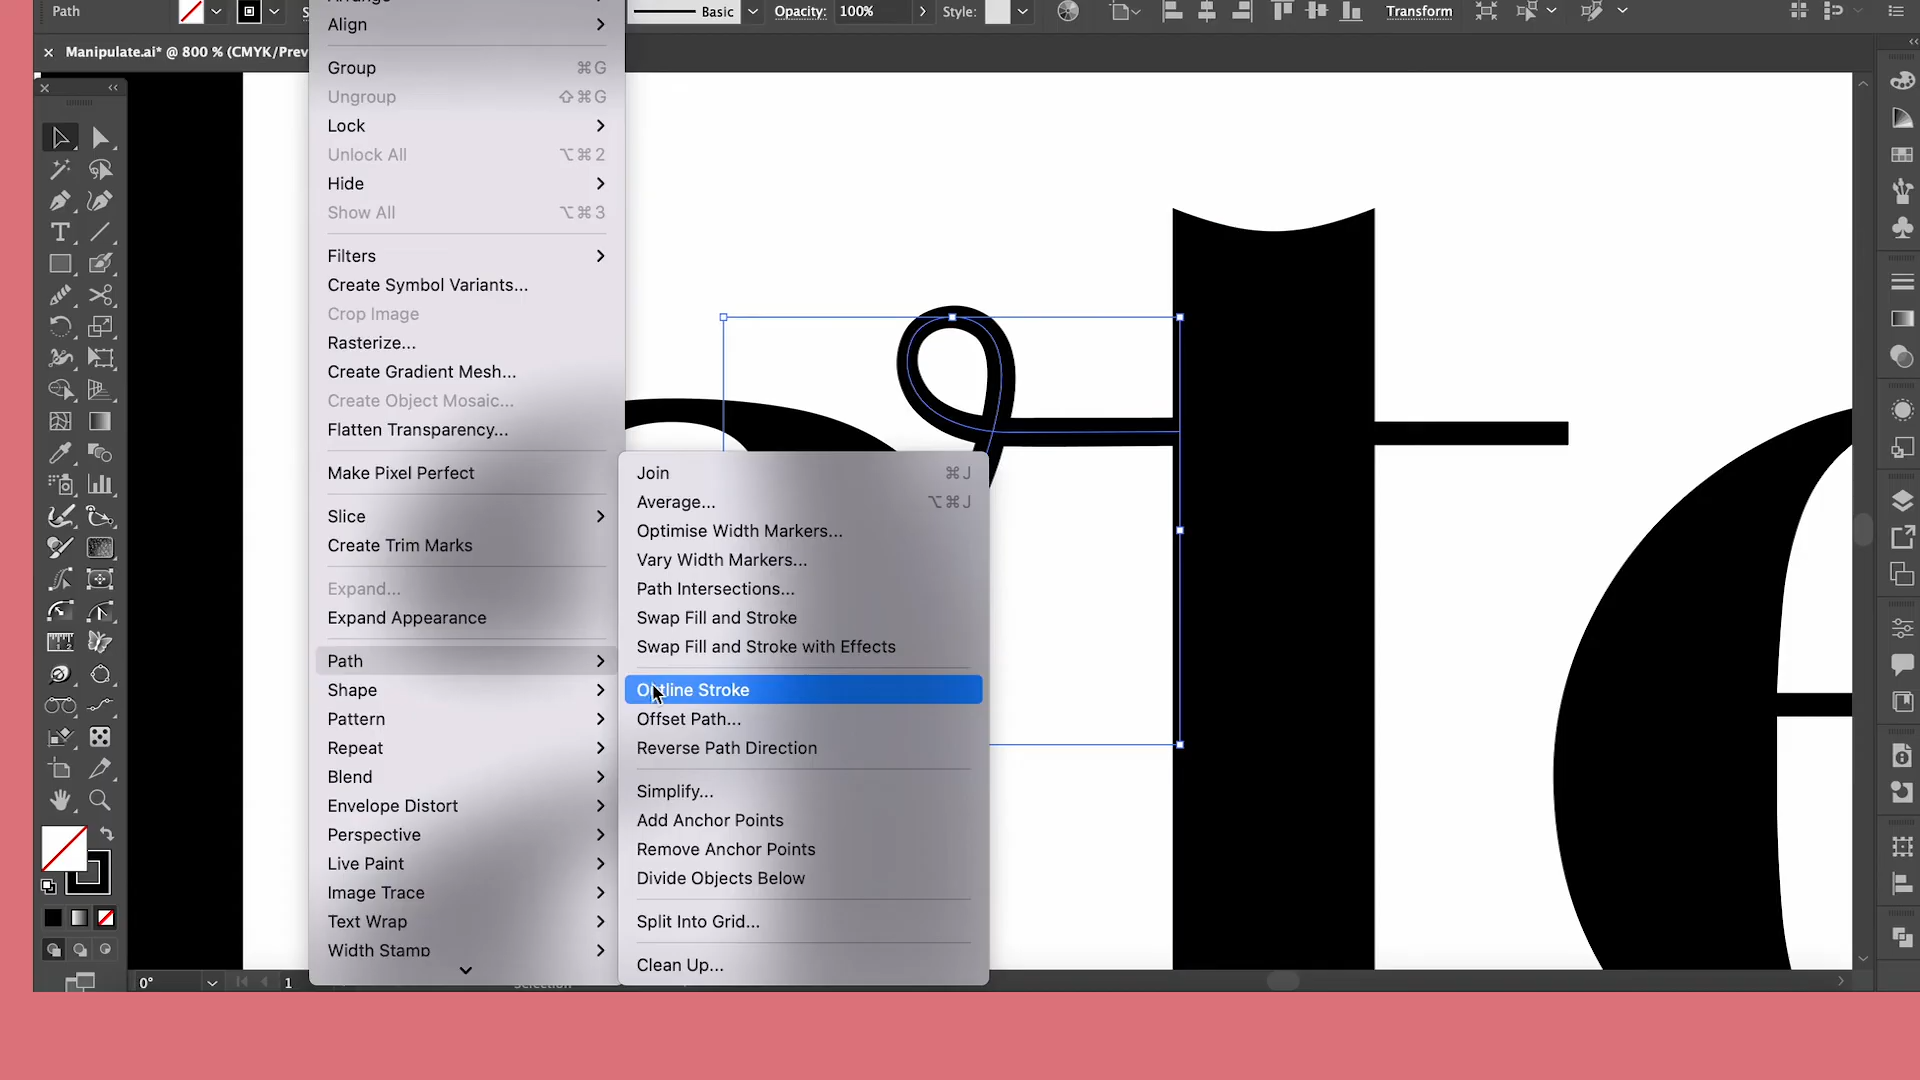 Path
Basic
Opacity:
100%
Style:
Transform
Manipulate.ai* @ 800 % (CMYK/Prev
Align
Group ⌘G
Ungroup ⇧⌘G
Lock
Unlock All ⌥⌘2
Hide
Show All ⌥⌘3
Filters
Create Symbol Variants...
Crop Image
Rasterize...
Create Gradient Mesh...
Create Object Mosaic...
Flatten Transparency...
Make Pixel Perfect
Slice
Create Trim Marks
Expand...
Expand Appearance
Path
Shape
Pattern
Repeat
Blend
Envelope Distort
Perspective
Live Paint
Image Trace
Text Wrap
Width Stamp
Join ⌘J
Average... ⌥⌘J
Optimise Width Markers...
Vary Width Markers...
Path Intersections...
Swap Fill and Stroke
Swap Fill and Stroke with Effects
Outline Stroke
Offset Path...
Reverse Path Direction
Simplify...
Add Anchor Points
Remove Anchor Points
Divide Objects Below
Split Into Grid...
Clean Up...
0°
1
Selection